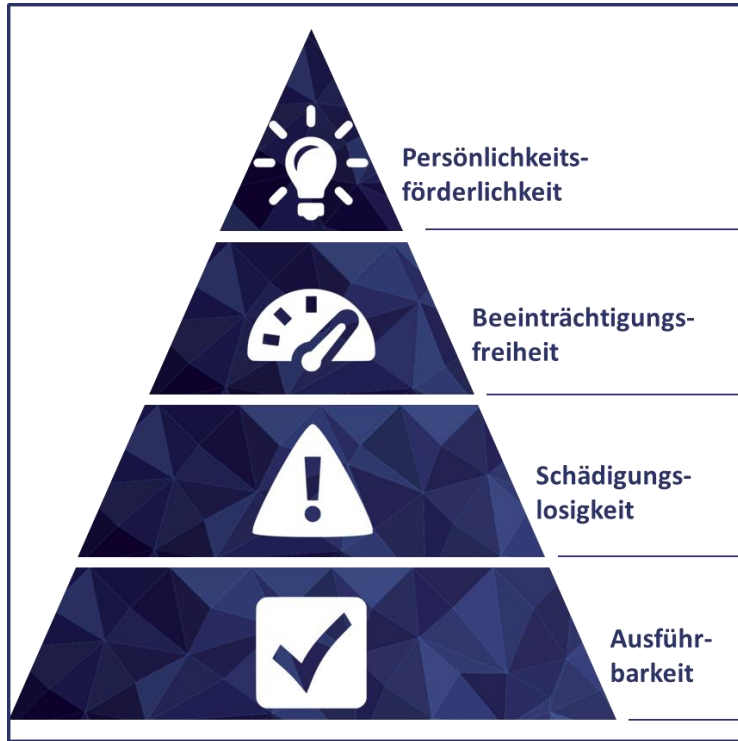 Persönlichkeits-
förderlichkeit
Beeinträchtigungs-
freiheit
Schädigungs-
losigkeit
Ausführ-
barkeit